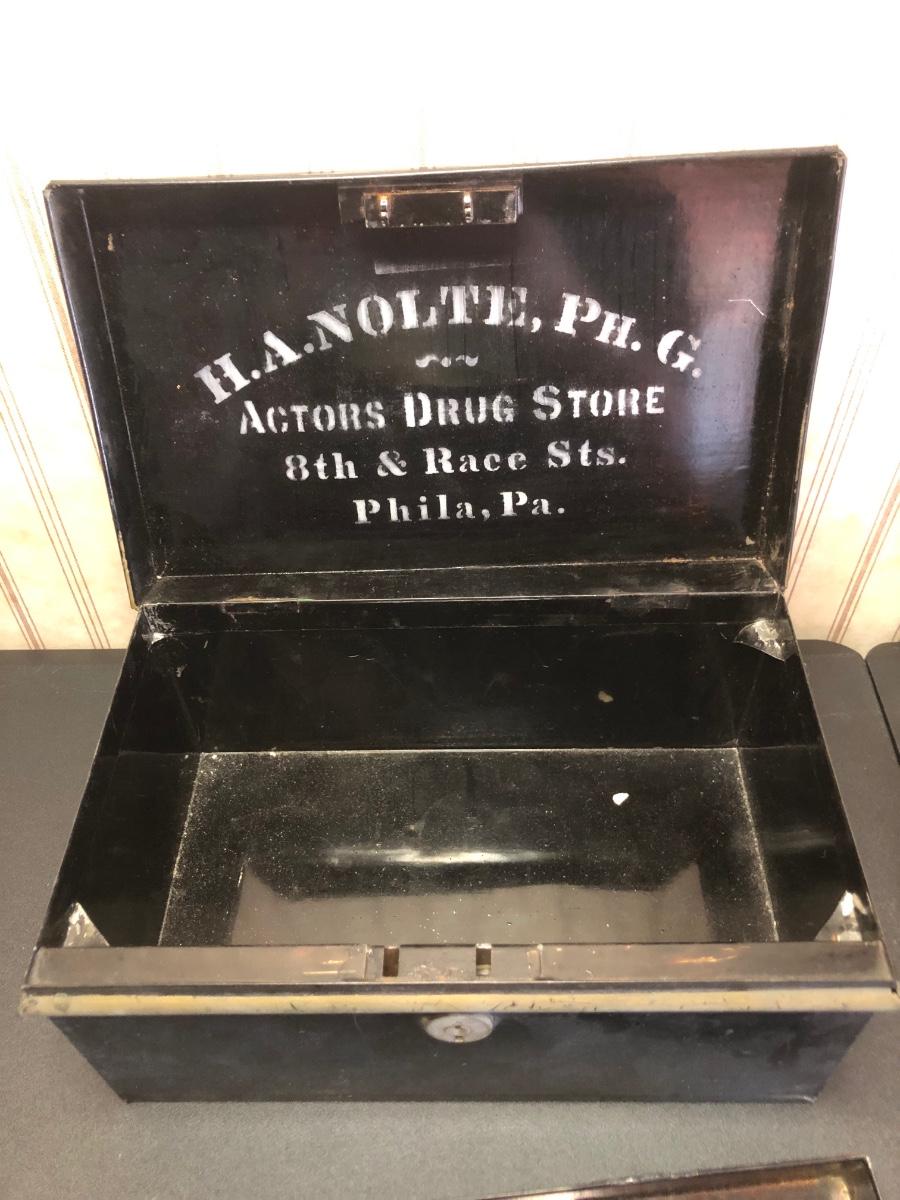 H.A.NOLTE, PH. G.
ACTORS DRUG STORE
8th & Race Sts.
Phila, Pa.